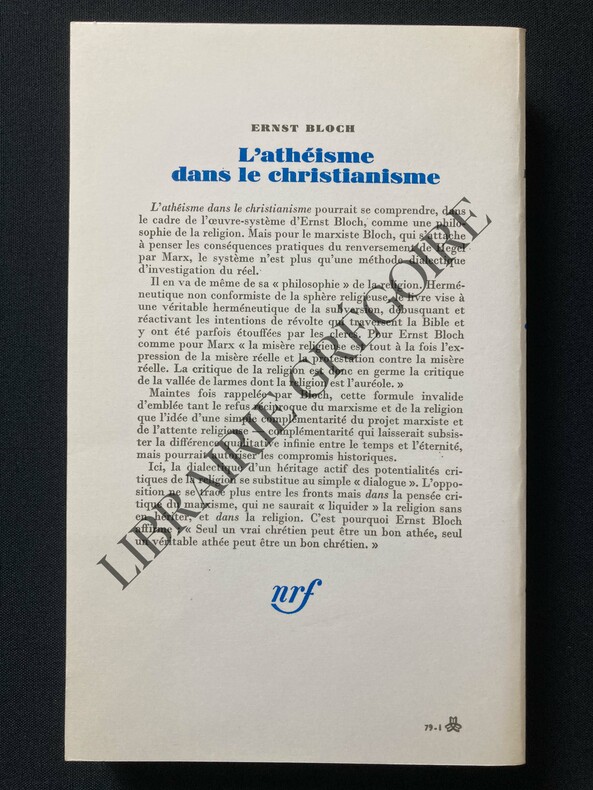 ERNST BLOCH
L'athéisme
dans le christianisme
L'athéisme dans le christianisme pourrait se comprendre, dans
le cadre de l'œuvre-système d'Ernst Bloch, comme une philo-
sophie de la religion. Mais pour le marxiste Bloch, qui s'attache
à penser les conséquences pratiques du renversement de Hegel
par Marx, le système n'est plus qu'une méthode dialectique
d'investigation du réel.
Il en va de même de sa « philosophie » de la religion. Hermé-
neutique non conformiste de la sphère religieuse, le livre vise à
une véritable herméneutique de la subversion, débusquant et
réactivant les intentions de révolte qui traversent la Bible et
y ont été parfois étouffées par les clercs. Pour Ernst Bloch
comme pour Marx « la misère religieuse est tout à la fois l'ex-
pression de la misère réelle et la protestation contre la misère
réelle. La critique de la religion est donc en germe la critique
de la vallée de larmes dont la religion est l'auréole. »
Maintes fois rappelée par Bloch, cette formule invalide
d'emblée tant le refus réciproque du marxisme et de la religion
que l'idée d'une simple complémentarité du projet marxiste et
de l'attente religieuse — complémentarité qui laisserait subsis-
ter la différence qualitative infinie entre le temps et l'éternité,
mais pourrait favoriser les compromis historiques.
Ici, la dialectique d'un héritage actif des potentialités cri-
tiques de la religion se substitue au simple « dialogue ». L'oppo-
sition ne se trace plus entre les fronts mais dans la pensée cri-
tique du marxisme, qui ne saurait « liquider » la religion sans
en hériter, et dans la religion. C'est pourquoi Ernst Bloch
affirme : « Seul un vrai chrétien peut être un bon athée, seul
un véritable athée peut être un bon chrétien. »
nrf
79-1
LIBRAIRIE GREGOIRE